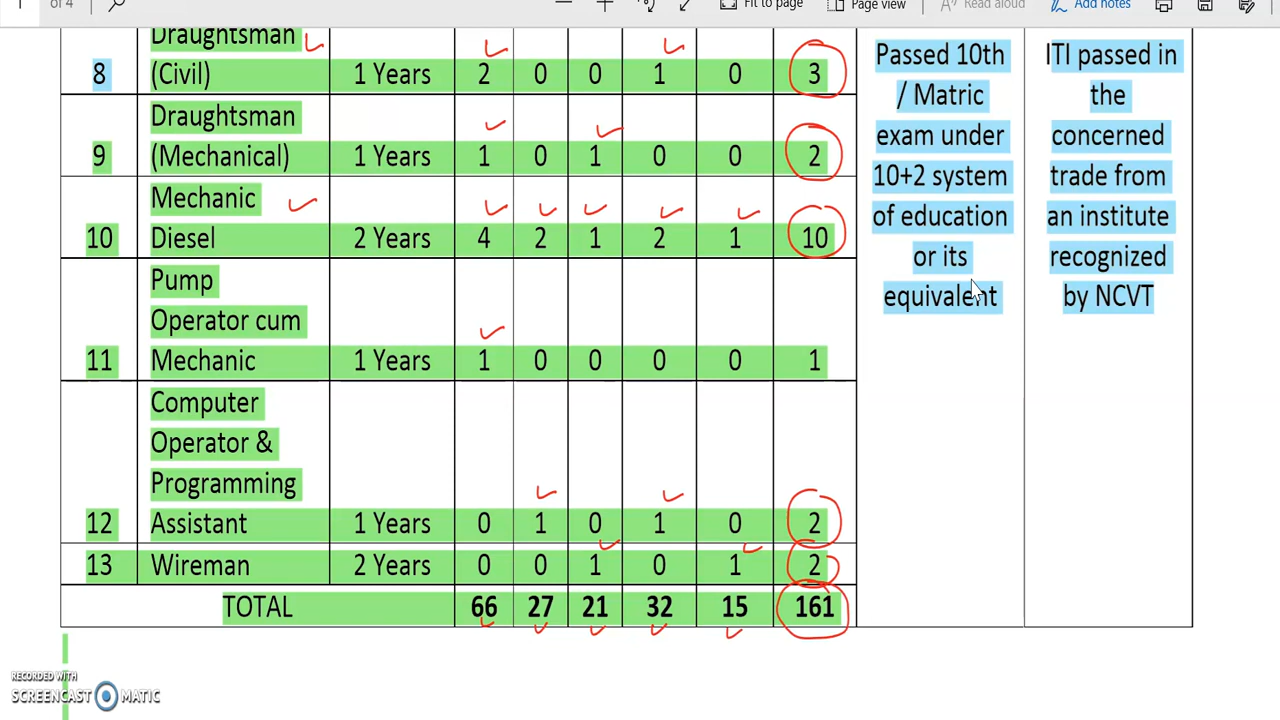 1 of 4 Fit to page Page view Read aloud Add notes
Draughtsman
8 (Civil) 1 Years 2 0 0 1 0 3
Draughtsman
9 (Mechanical) 1 Years 1 0 1 0 0 2
Mechanic
10 Diesel 2 Years 4 2 1 2 1 10
Pump
Operator cum
11 Mechanic 1 Years 1 0 0 0 0 1
Computer
Operator &
Programming
12 Assistant 1 Years 0 1 0 1 0 2
13 Wireman 2 Years 0 0 1 0 1 2
TOTAL 66 27 21 32 15 161
Passed 10th
/ Matric
exam under
10+2 system
of education
or its
equivalent
ITI passed in
the
concerned
trade from
an institute
recognized
by NCVT
RECORDED WITH
SCREENCAST MATIC